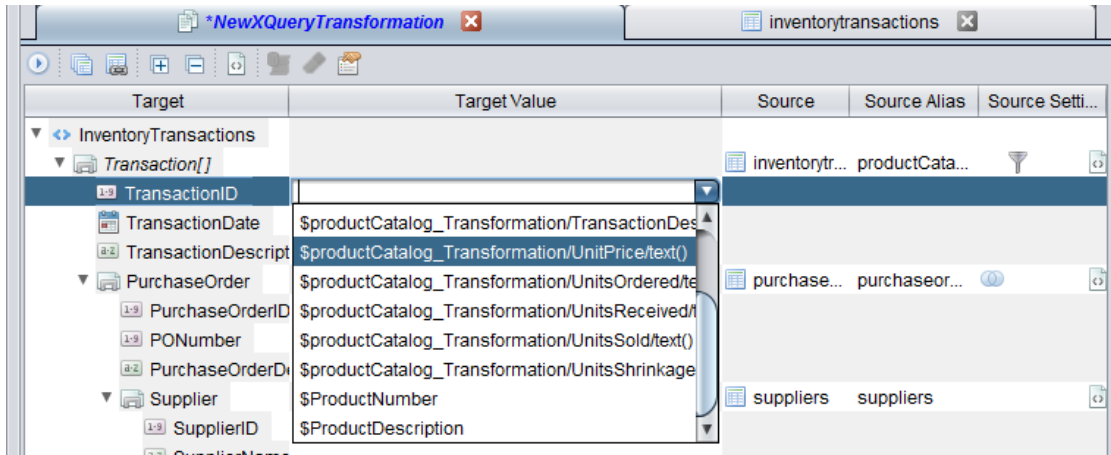 *NewXQueryTransformation
inventorytransactions
Target Target Value Source Source Alias Source Setti...
InventoryTransactions
Transaction[] inventorytr... productCata...
TransactionID
TransactionDate $productCatalog_Transformation/TransactionDes
TransactionDescript $productCatalog_Transformation/UnitPrice/text()
PurchaseOrder $productCatalog_Transformation/UnitsOrdered/te purchase... purchaseor...
PurchaseOrderID $productCatalog_Transformation/UnitsReceived/t
PONumber $productCatalog_Transformation/UnitsSold/text()
PurchaseOrderD $productCatalog_Transformation/UnitsShrinkage
Supplier $ProductNumber suppliers suppliers
SupplierID $ProductDescription
SupplierName